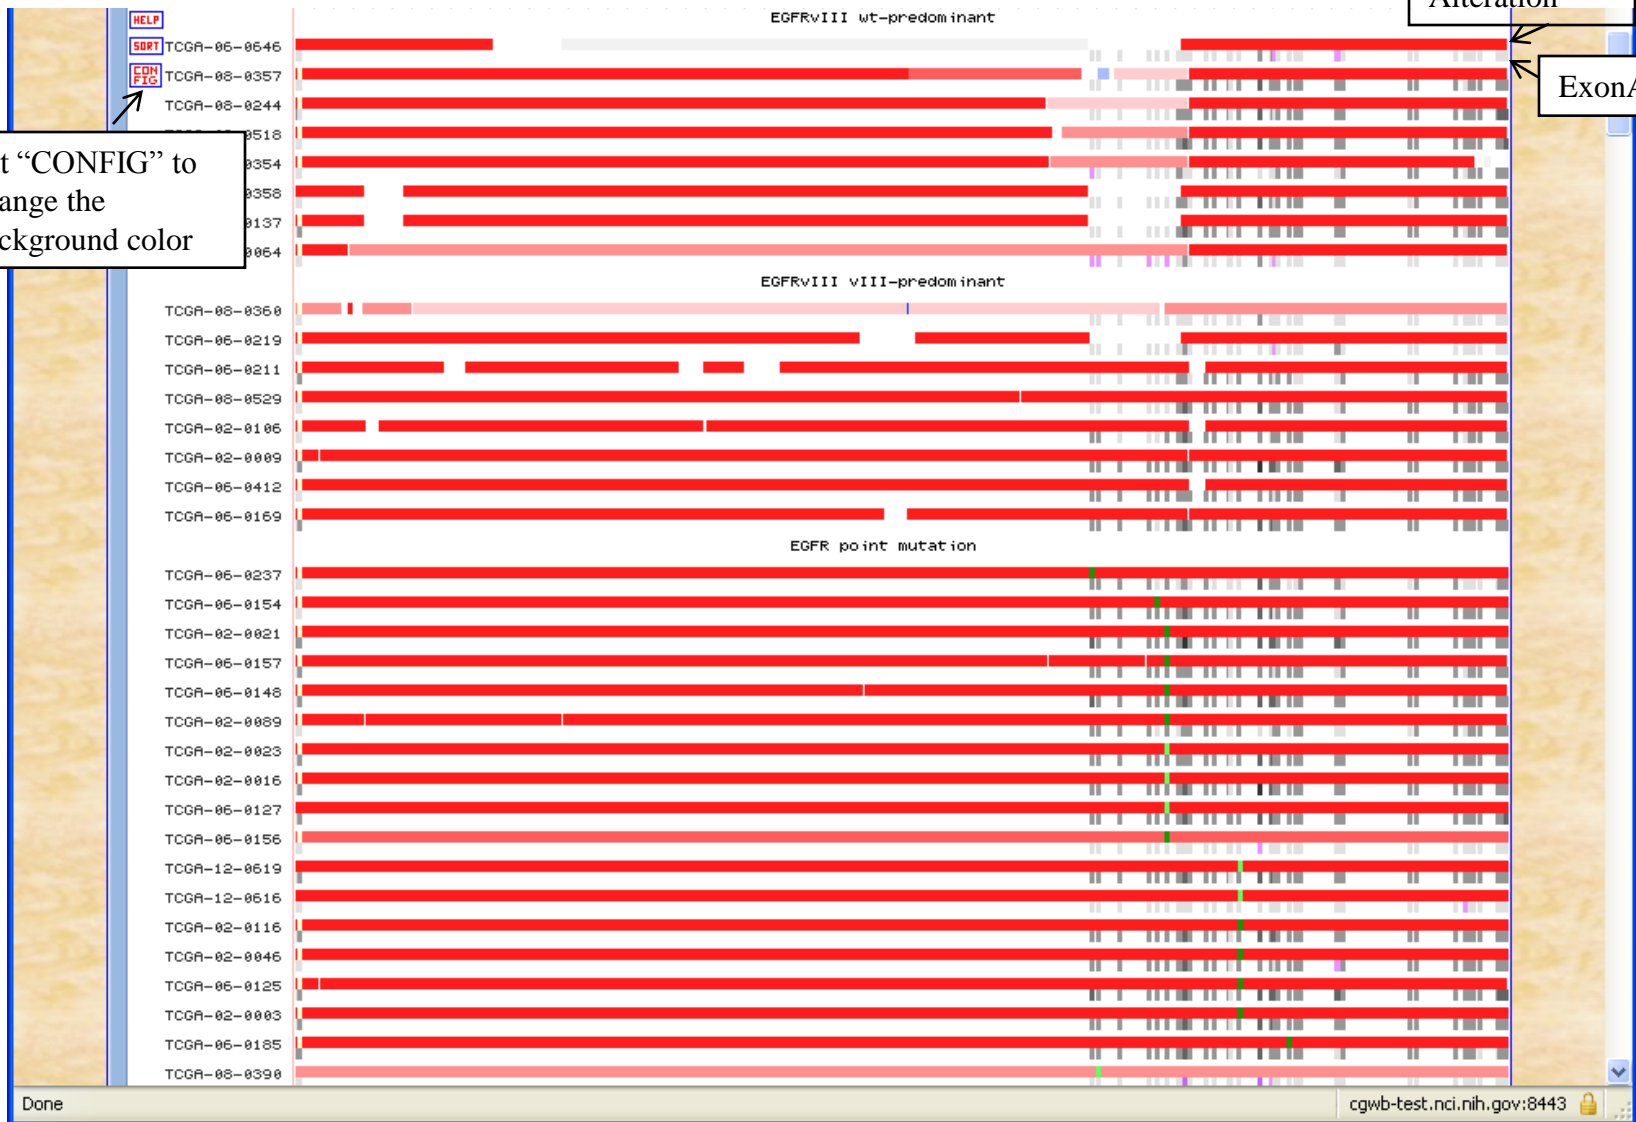 Alteration
HELP
EGFRvIII wt-predominant
SORT
TCGA-06-0646
CON
FIG
TCGA-08-0357
ExonA
TCGA-08-0244
0518
t “CONFIG” to
ange the
ckground color
0354
0358
0137
0064
EGFRvIII vIII-predominant
TCGA-08-0360
TCGA-06-0219
TCGA-06-0211
TCGA-08-0529
TCGA-02-0106
TCGA-02-0009
TCGA-06-0412
TCGA-06-0169
EGFR point mutation
TCGA-06-0237
TCGA-06-0154
TCGA-02-0021
TCGA-06-0157
TCGA-06-0148
TCGA-02-0089
TCGA-02-0023
TCGA-02-0016
TCGA-06-0127
TCGA-06-0156
TCGA-12-0619
TCGA-12-0616
TCGA-02-0116
TCGA-02-0046
TCGA-06-0125
TCGA-02-0003
TCGA-06-0185
TCGA-08-0390
Done
cgwb-test.nci.nih.gov:8443